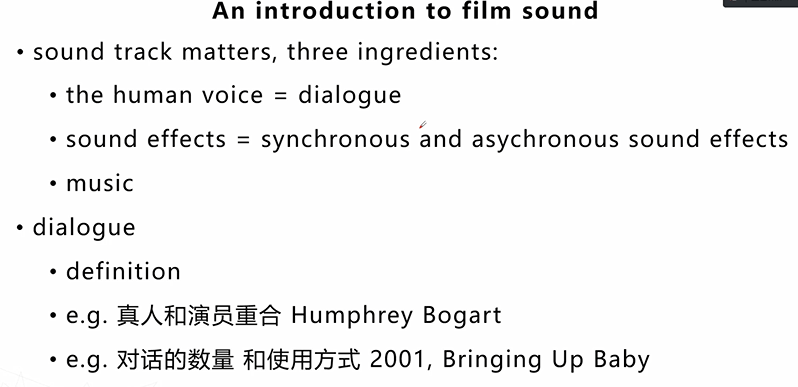 An introduction to film sound
• sound track matters, three ingredients:
• the human voice = dialogue
• sound effects = synchronous and asychronous sound effects
• music
• dialogue
• definition
• e.g. 真人和演员重合 Humphrey Bogart
• e.g. 对话的数量 和使用方式 2001, Bringing Up Baby